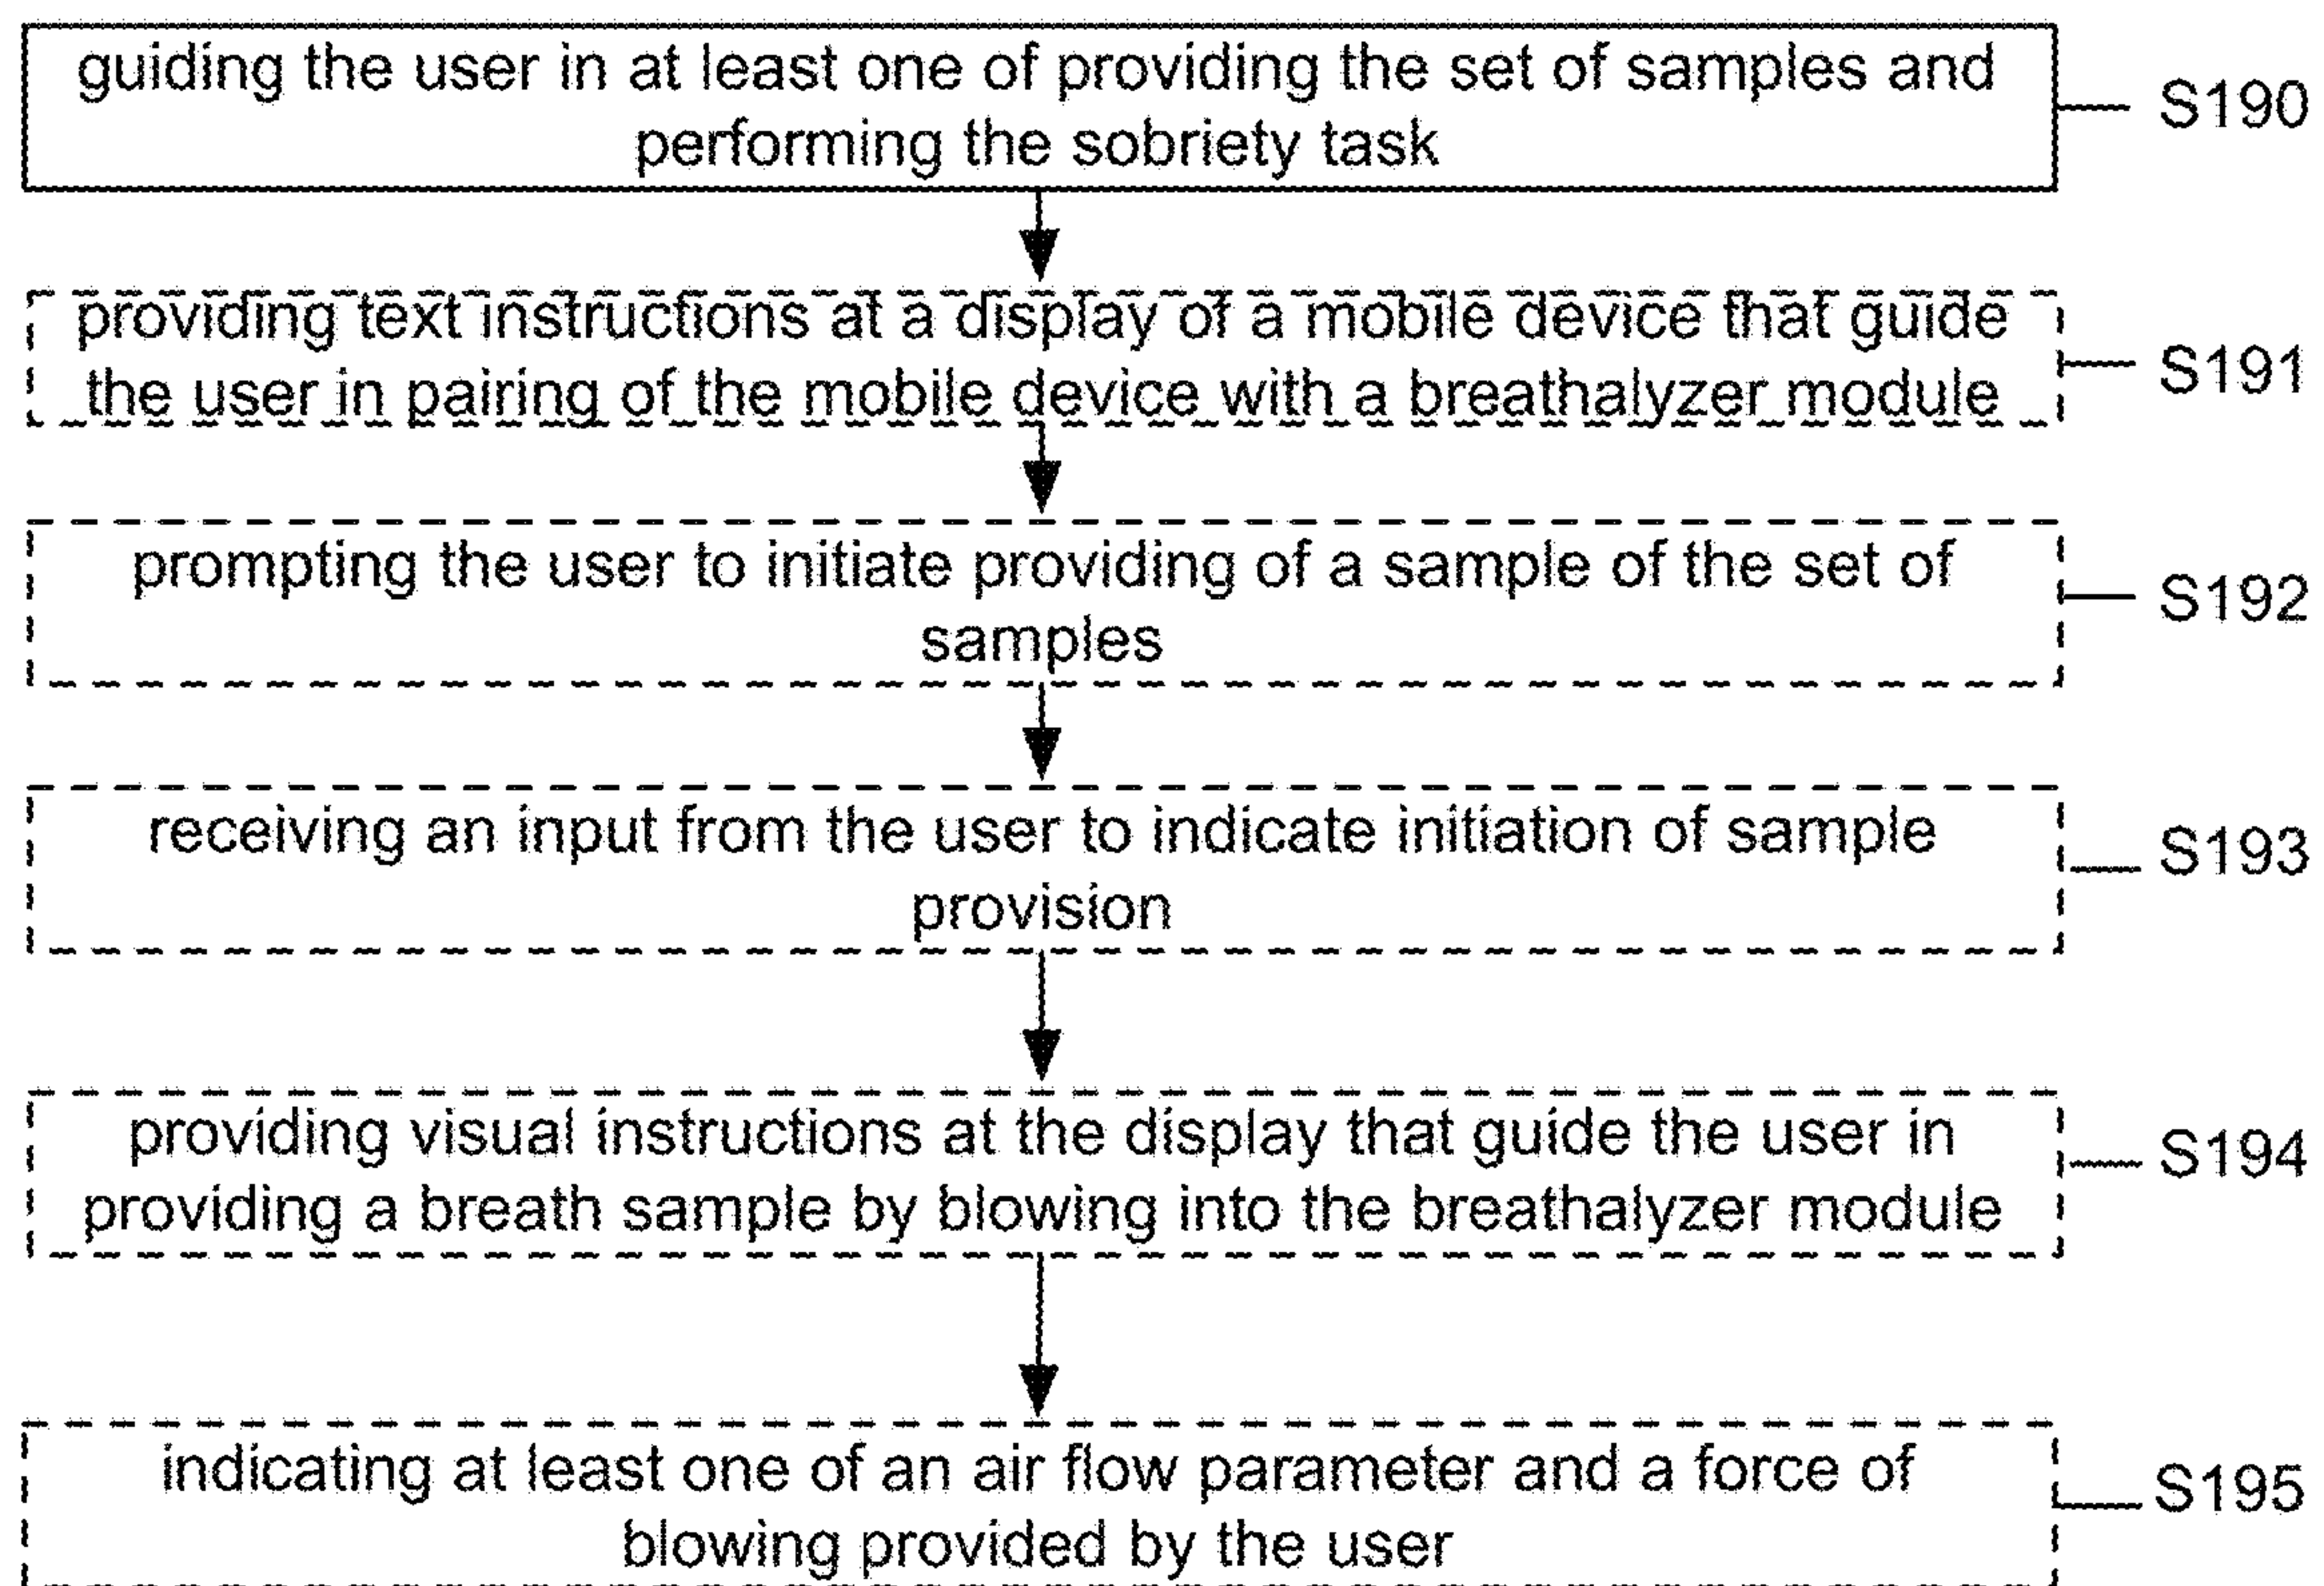 guiding the user in at least one of providing the set of samples and
performing the sobriety task
S190
providing text instructions at a display of a mobile device that guide
the user in pairing of the mobile device with a breathalyzer module
S191
prompting the user to initiate providing of a sample of the set of
samples
S192
receiving an input from the user to indicate initiation of sample
provision
S193
providing visual instructions at the display that guide the user in
providing a breath sample by blowing into the breathalyzer module
S194
indicating at least one of an air flow parameter and a force of
blowing provided by the user
S195